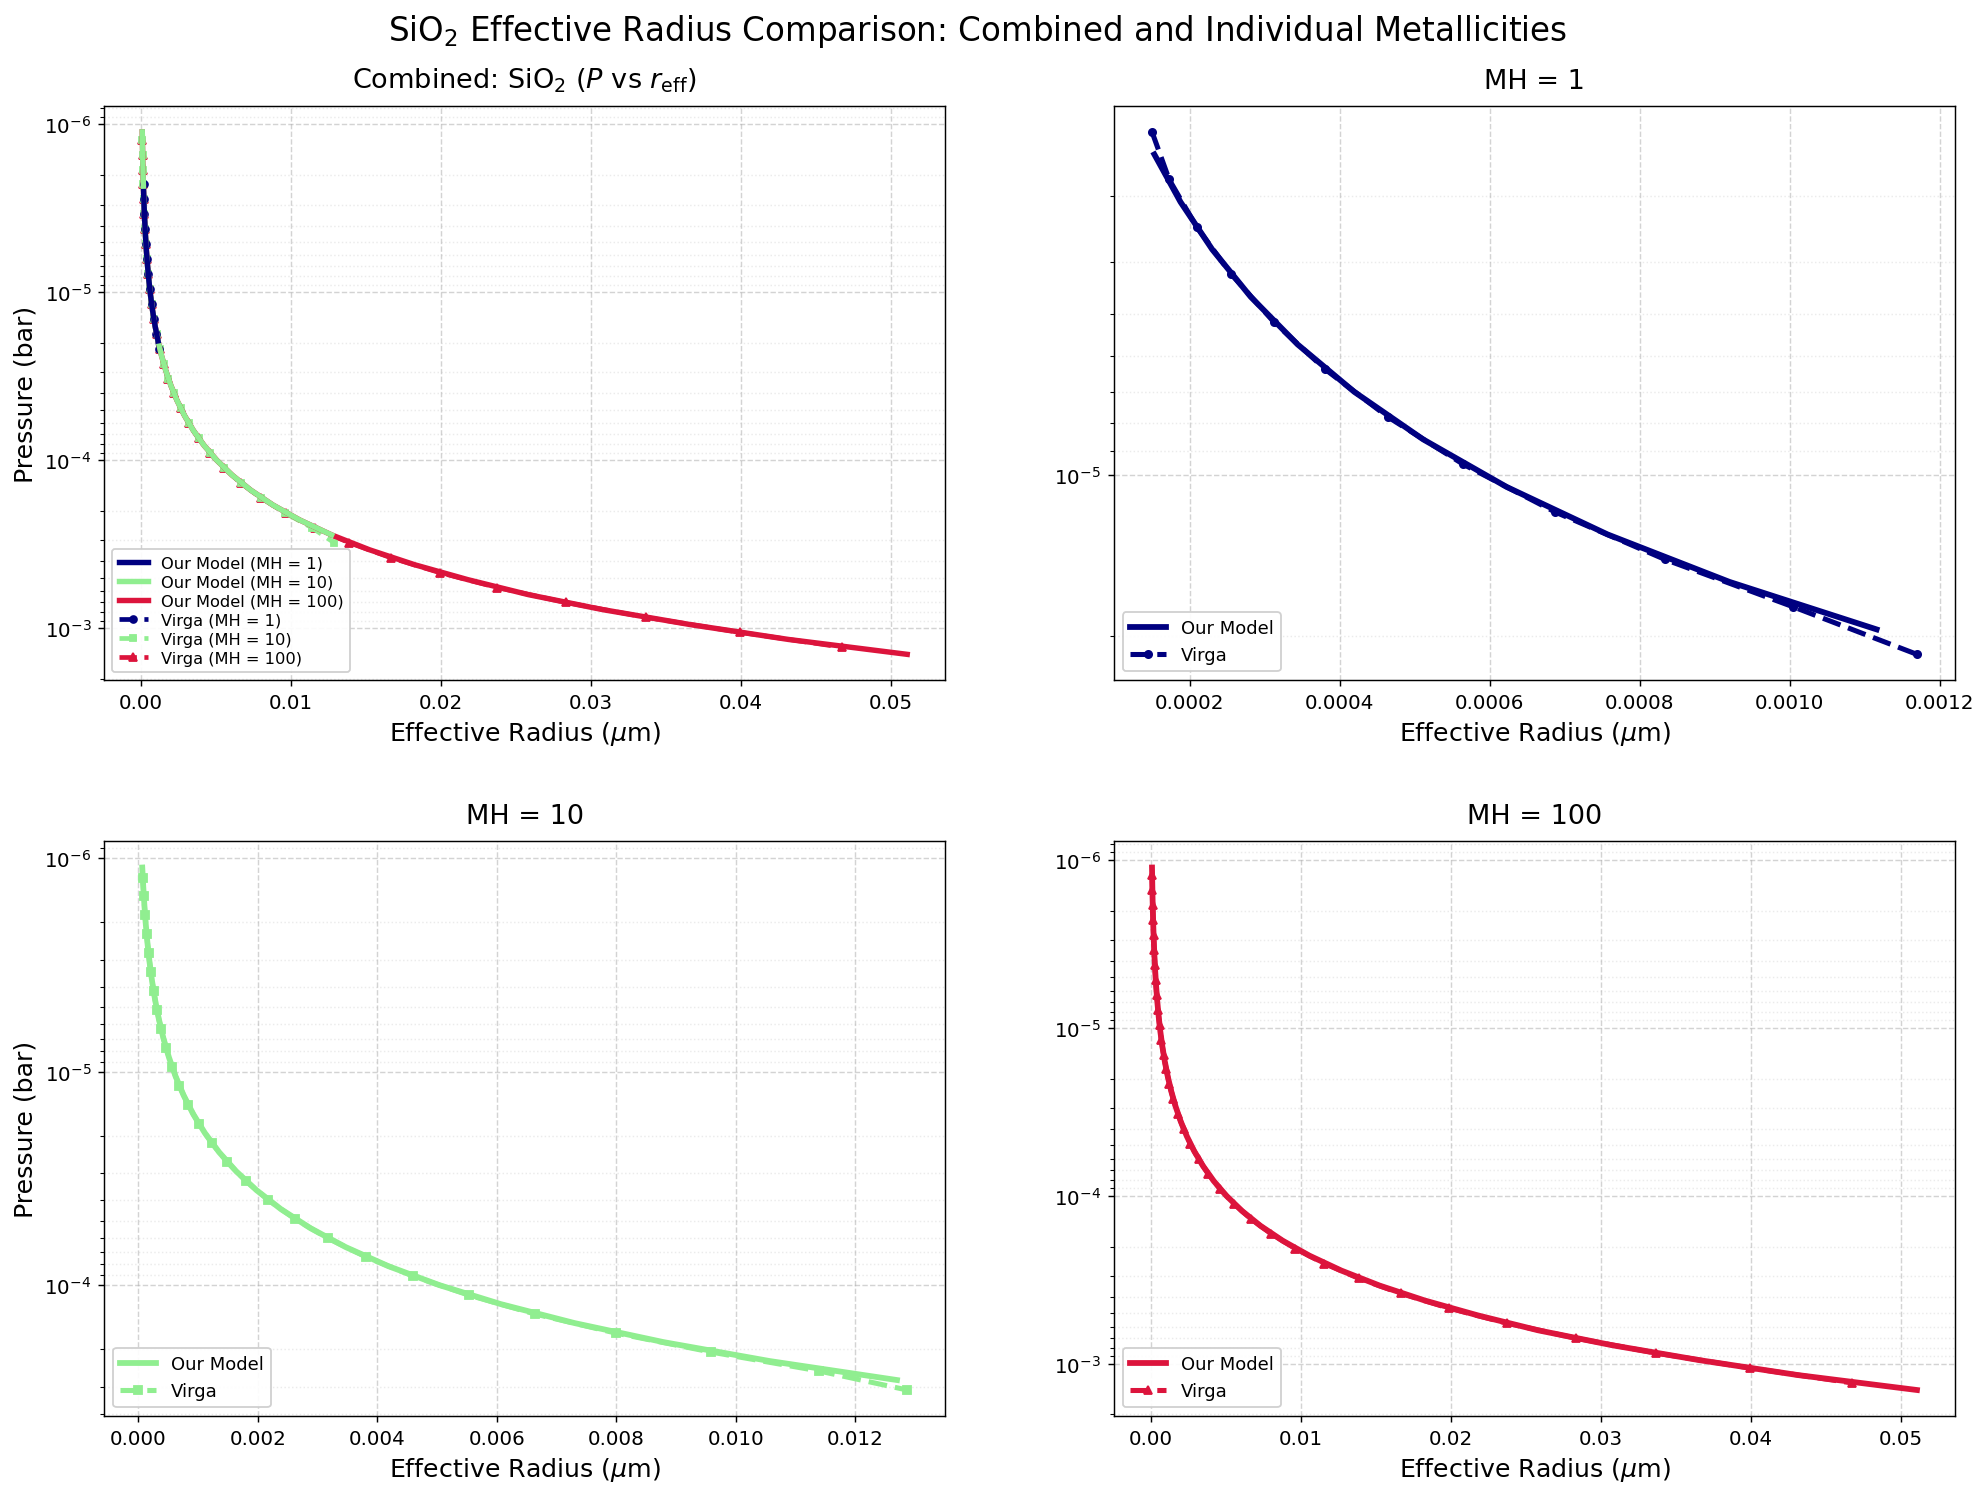 SiO₂ Effective Radius Comparison: Combined and Individual Metallicities
Combined: SiO₂ (P vs r_eff)
10⁻⁶
10⁻⁵
10⁻⁴
10⁻³
Pressure (bar)
Our Model (MH = 1)
Our Model (MH = 10)
Our Model (MH = 100)
Virga (MH = 1)
Virga (MH = 10)
Virga (MH = 100)
0.00 0.01 0.02 0.03 0.04 0.05
Effective Radius (μm)
MH = 1
10⁻⁵
Our Model
Virga
0.0002 0.0004 0.0006 0.0008 0.0010 0.0012
Effective Radius (μm)
MH = 10
10⁻⁶
10⁻⁵
10⁻⁴
Pressure (bar)
Our Model
Virga
0.000 0.002 0.004 0.006 0.008 0.010 0.012
Effective Radius (μm)
MH = 100
10⁻⁶
10⁻⁵
10⁻⁴
10⁻³
Our Model
Virga
0.00 0.01 0.02 0.03 0.04 0.05
Effective Radius (μm)